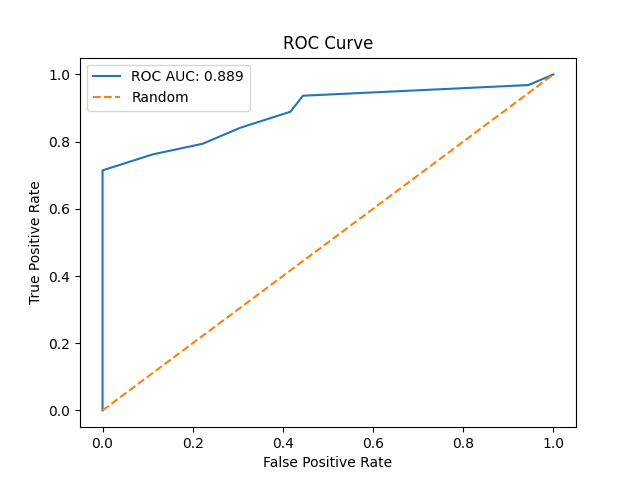 ROC Curve
ROC AUC: 0.889
Random
True Positive Rate
1.0
0.8
0.6
0.4
0.2
0.0
0.0 0.2 0.4 0.6 0.8 1.0
False Positive Rate